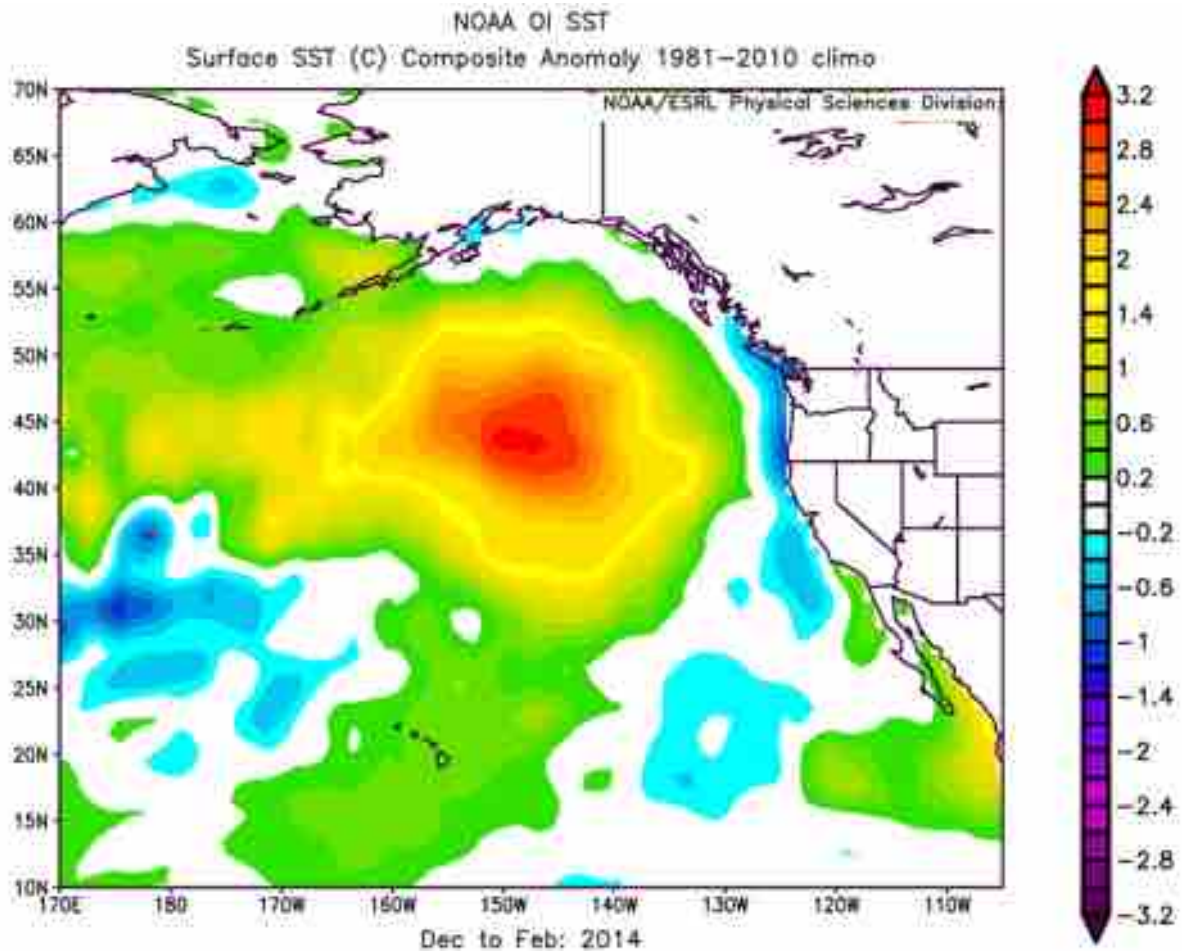 NOAA OI SST
Surface SST (C) Composite Anomaly 1981-2010 climo
NOAA/ESRL Physical Sciences Division
70N
65N
60N
55N
50N
45N
40N
35N
30N
25N
20N
15N
10N
170E 180 170W 160W 150W 140W 130W 120W 110W
Dec to Feb: 2014
3.2
2.8
2.4
2
1.4
1
0.6
0.2
-0.2
-0.6
-1
-1.4
-2
-2.4
-2.8
-3.2